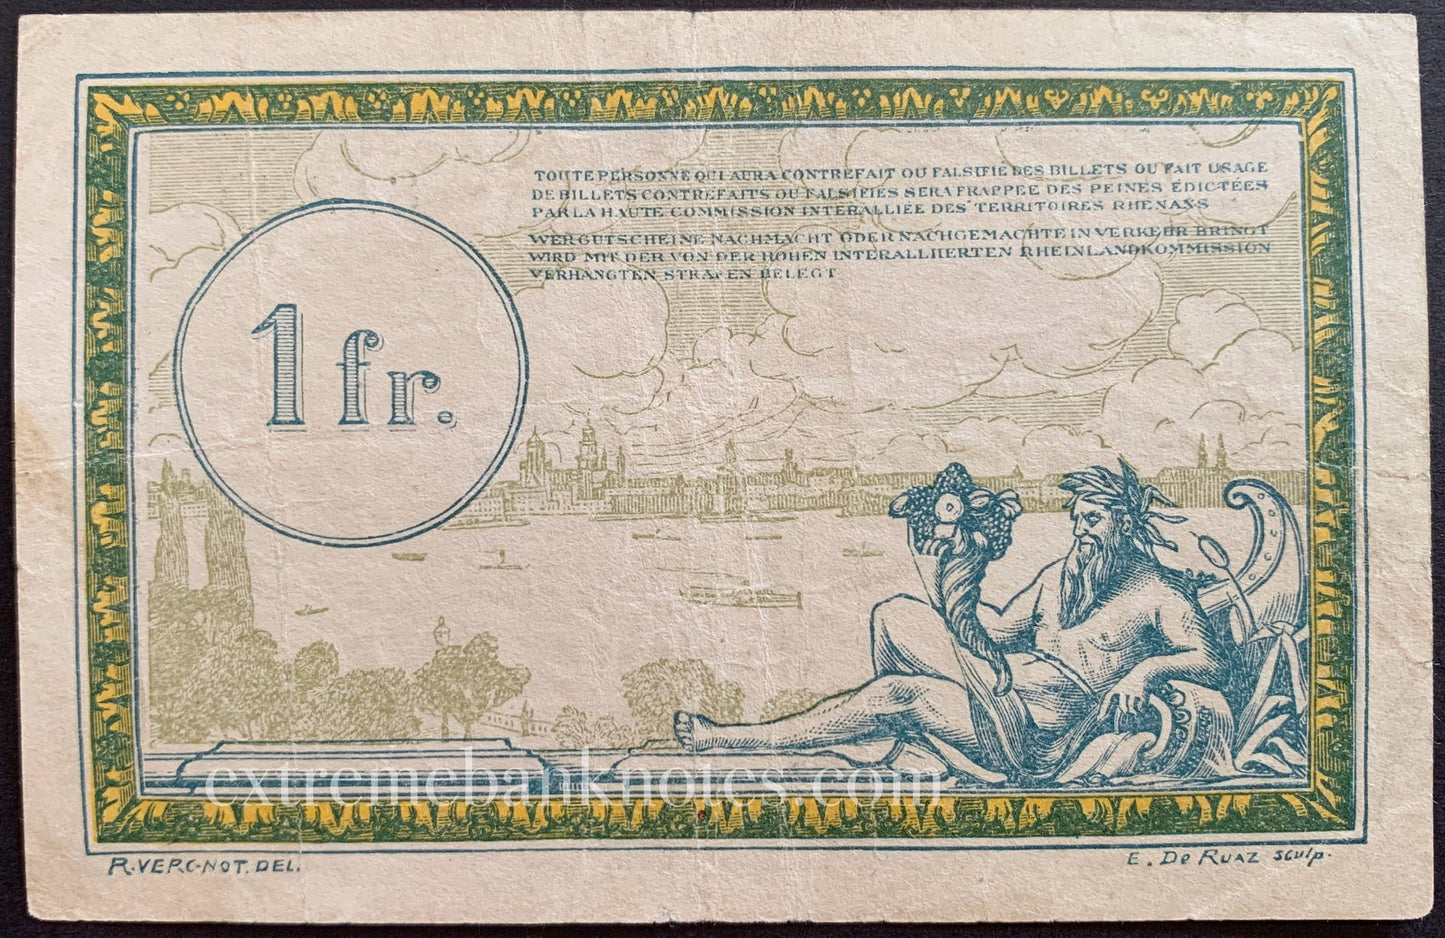 TOUTE PERSONNE QUI AURA CONTREFAIT OU FALSIFIÉ DES BILLETS OU FAIT USAGE
DE BILLETS CONTREFAITS OU FALSIFIÉS SERA FRAPPÉE DES PEINES ÉDICTÉES
PAR LA HAUTE COMMISSION INTERALLIÉE DES TERRITOIRES RHÉNANS
WER GUTSCHEINE NACHMACHT ODER NACHGEMACHTE IN VERKEHR BRINGT
WIRD MIT DER VON DER HOHEN INTERALLIIERTEN RHEINLANDKOMMISSION
VERHÄNGTEN STRAFEN BELEGT
1 fr.
extremebanknotes.com
R. VERGNOT. DEL.
E. De RUAZ sculp.